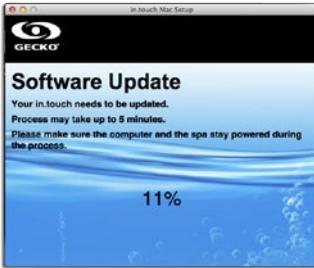 in.touch Mac Setup
GECKO
Software Update
Your in.touch needs to be updated.
Process may take up to 5 minutes.
Please make sure the computer and the spa stay powered during
the process.
11%